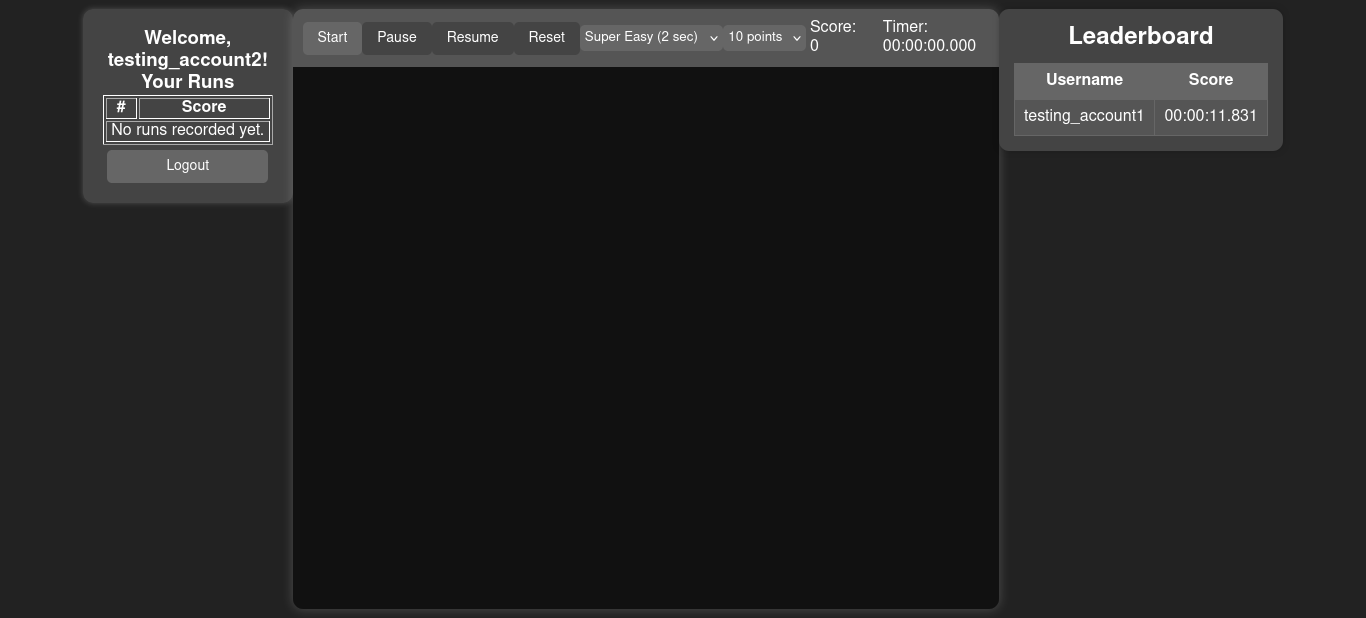 Welcome,
testing_account2!
Your Runs
# Score
No runs recorded yet.
Logout
Start Pause Resume Reset Super Easy (2 sec) 10 points
Score:
0
Timer:
00:00:00.000
Leaderboard
Username Score
testing_account1 00:00:11.831